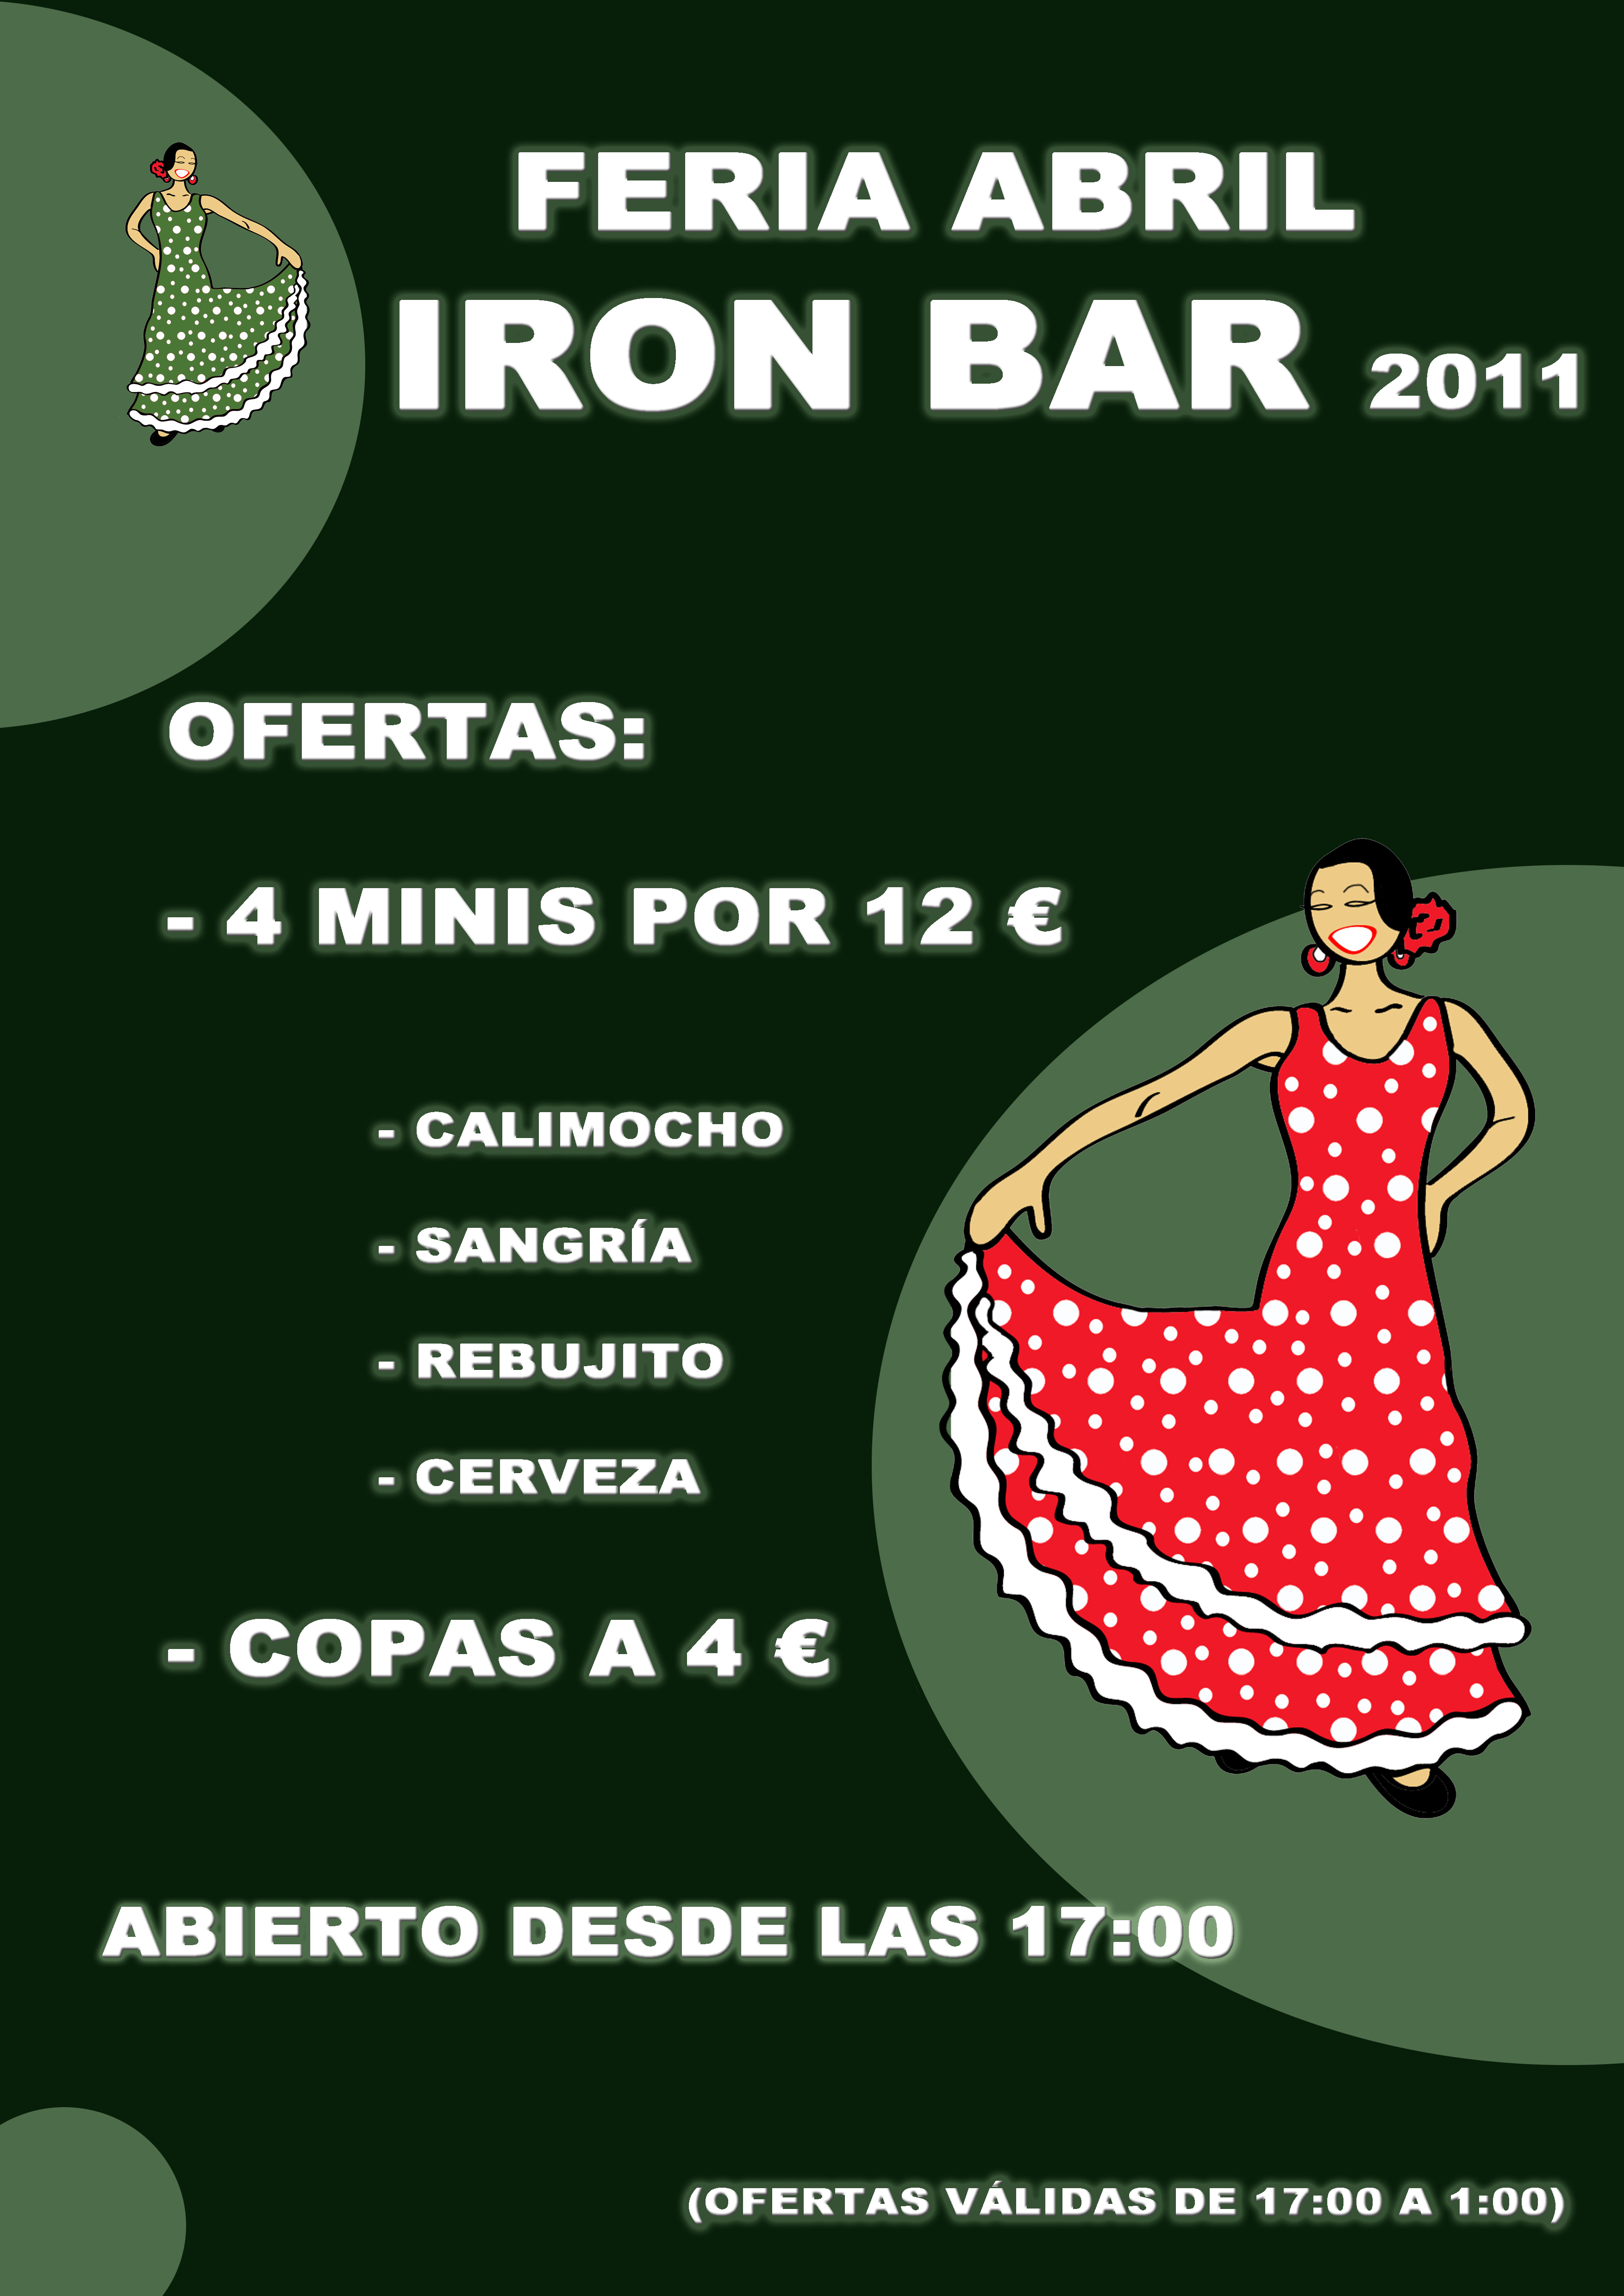 FERIA ABRIL
IRON BAR 2011
OFERTAS:
- 4 MINIS POR 12 €
- CALIMOCHO
- SANGRÍA
- REBUJITO
- CERVEZA
- COPAS A 4 €
ABIERTO DESDE LAS 17:00
(OFERTAS VÁLIDAS DE 17:00 A 1:00)